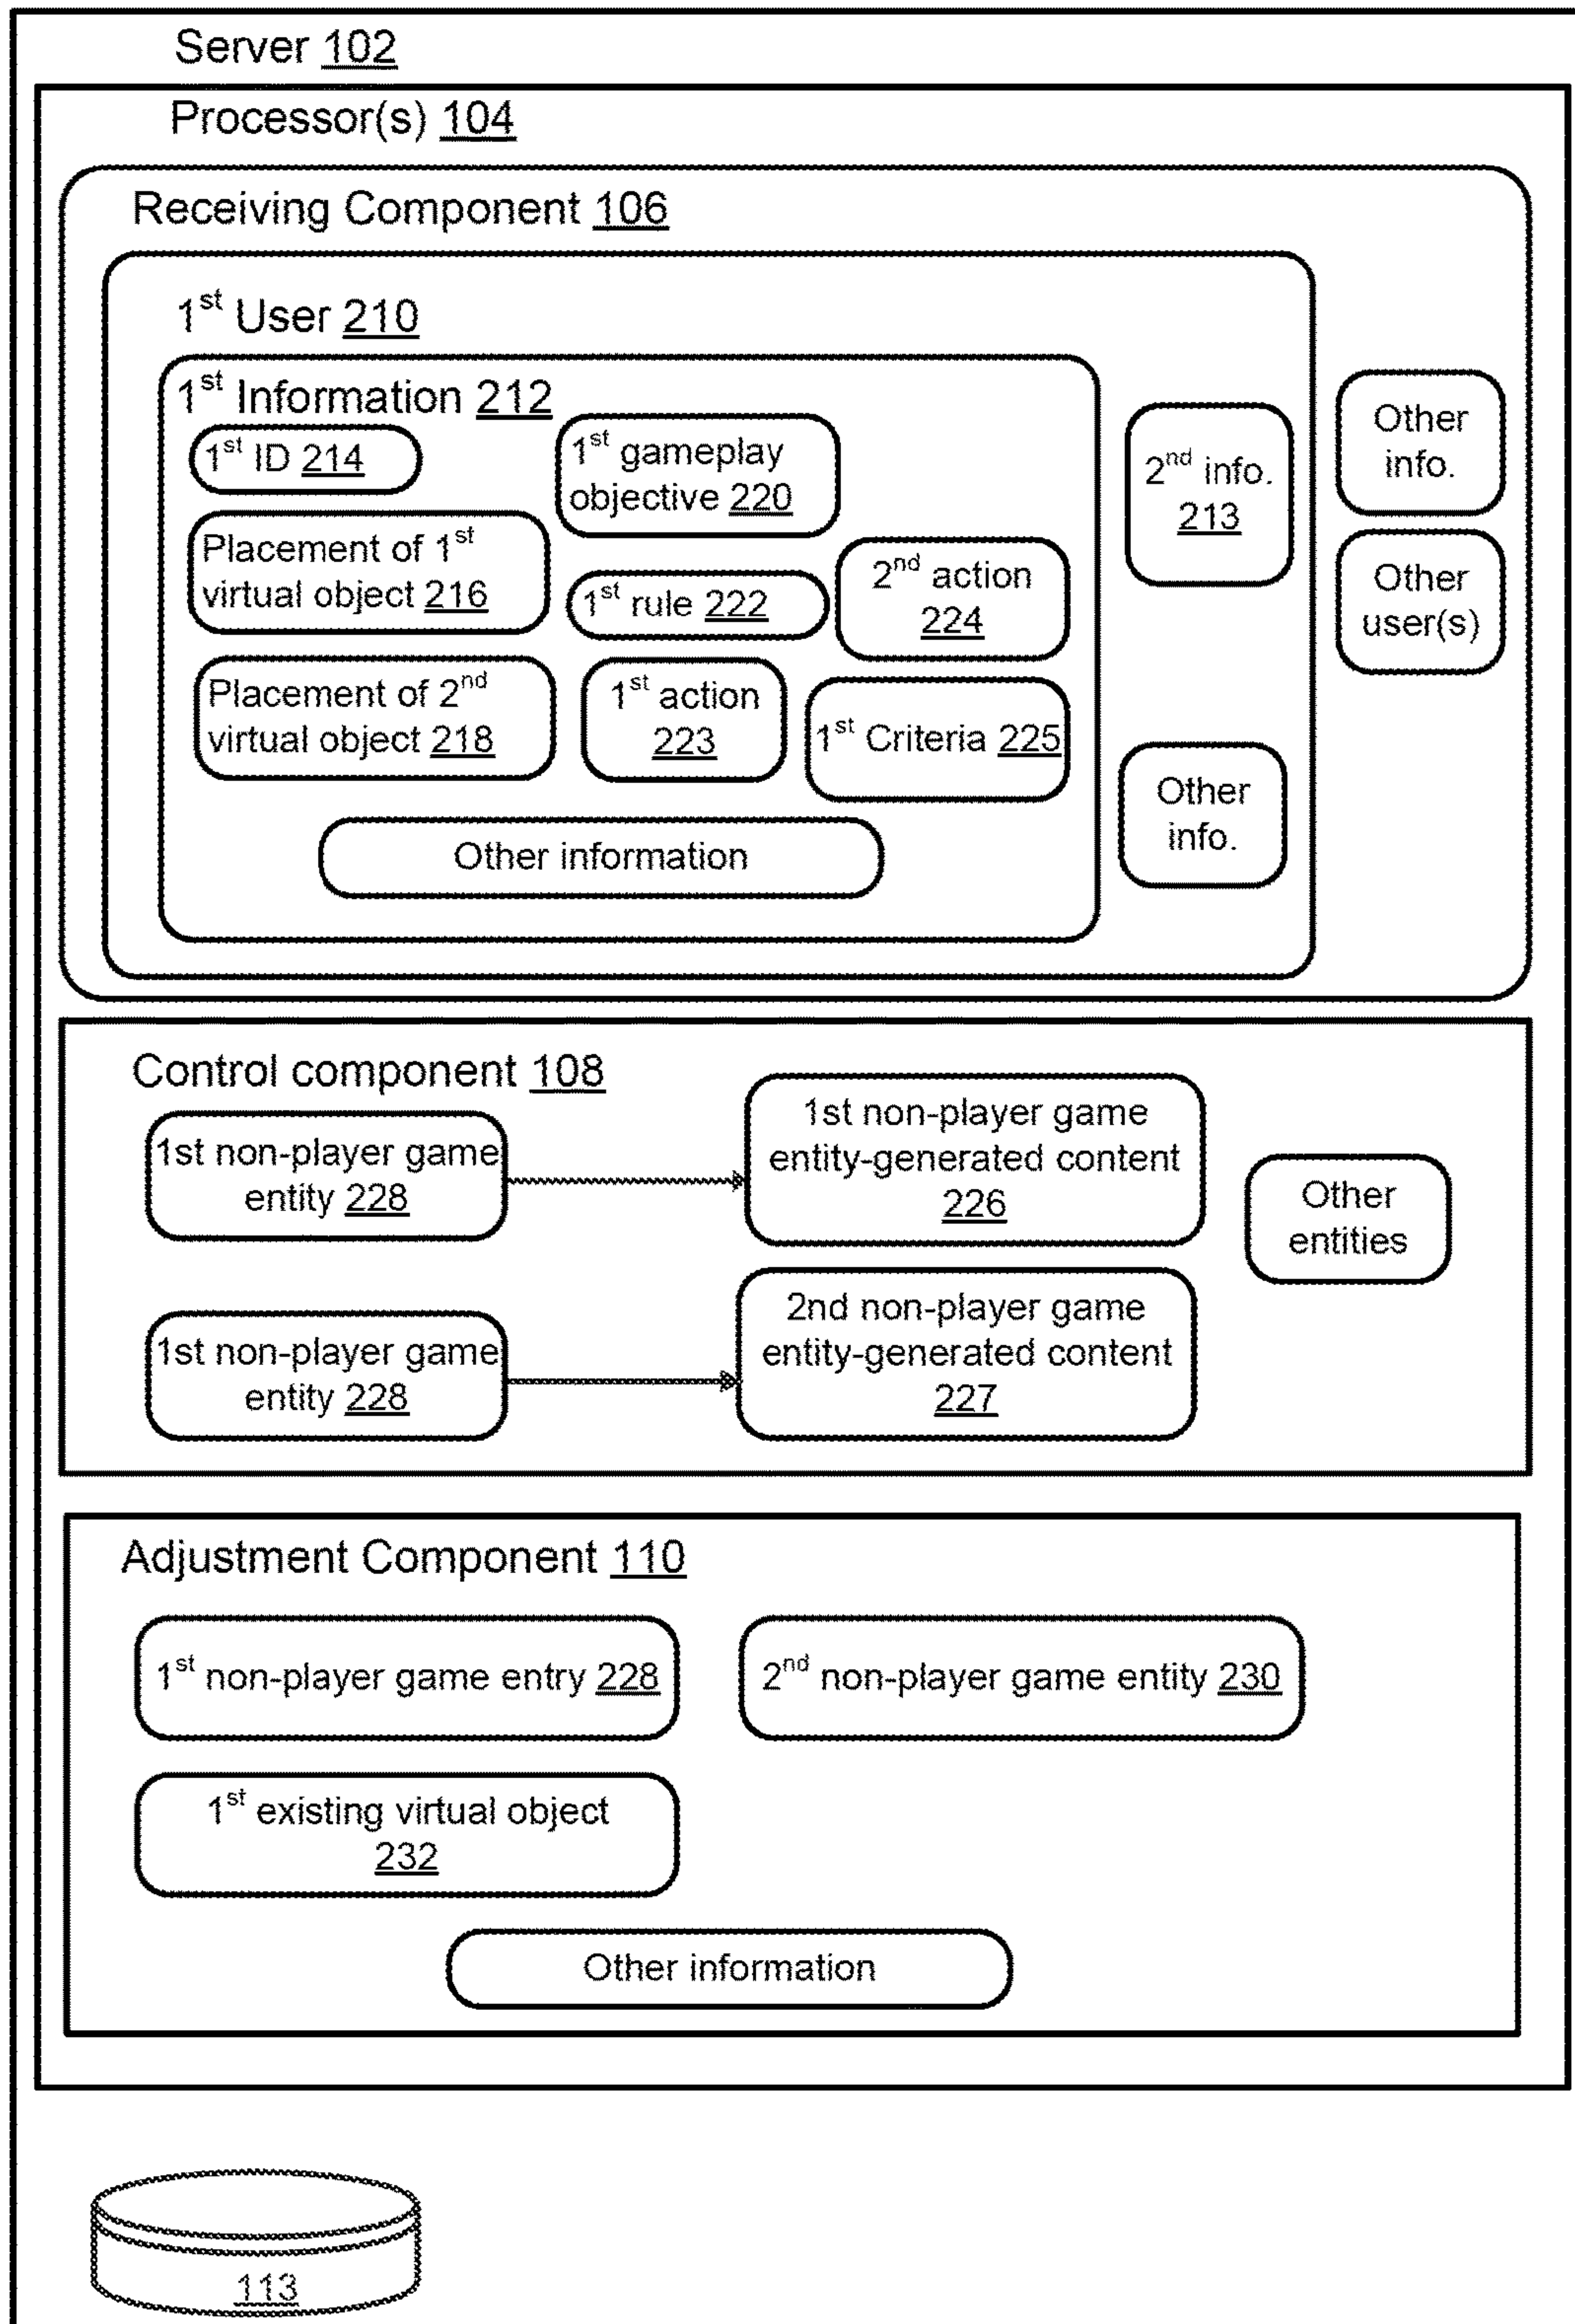 Server 102
Processor(s) 104
Receiving Component 106
1st User 210
1st Information 212
1st ID 214
1st gameplay
objective 220
Placement of 1st
virtual object 216
1st rule 222
2nd action
224
Placement of 2nd
virtual object 218
1st action
223
1st Criteria 225
Other information
2nd info.
213
Other
info.
Other
info.
Other
user(s)
Control component 108
1st non-player game
entity 228
1st non-player game
entity-generated content
226
Other
entities
1st non-player game
entity 228
2nd non-player game
entity-generated content
227
Adjustment Component 110
1st non-player game entry 228
2nd non-player game entity 230
1st existing virtual object
232
Other information
113